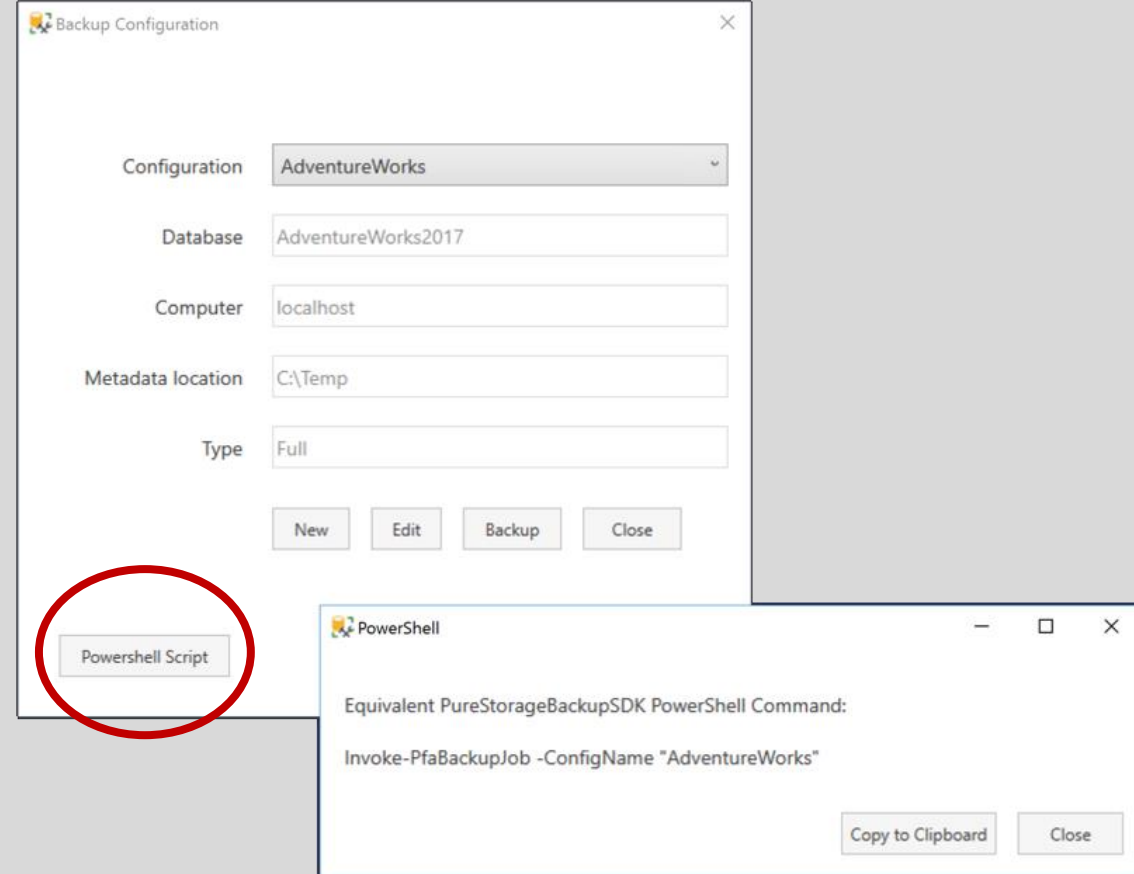 Backup Configuration
Configuration AdventureWorks
Database AdventureWorks2017
Computer localhost
Metadata location C:\Temp
Type Full
New Edit Backup Close
Powershell Script
PowerShell
Equivalent PureStorageBackupSDK PowerShell Command:
Invoke-PfaBackupJob -ConfigName "AdventureWorks"
Copy to Clipboard Close